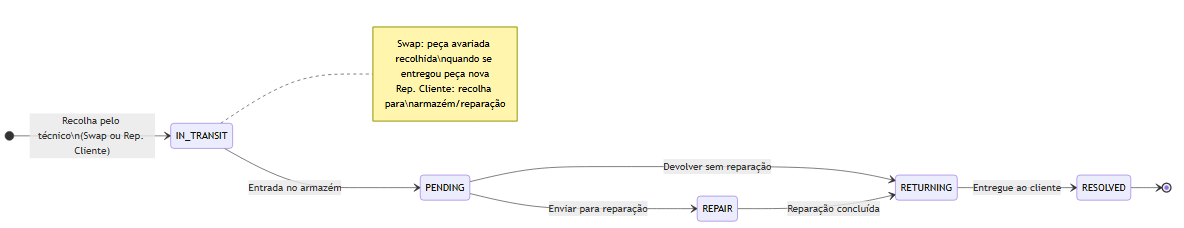 Swap: peça avariada
recolhida\nquando se
entregou peça nova
Rep. Cliente: recolha
para\narmazém/reparação
Recolha pelo
técnico\n(Swap ou Rep.
Cliente)
IN_TRANSIT
Entrada no armazém
PENDING
Devolver sem reparação
Enviar para reparação
REPAIR
Reparação concluída
RETURNING
Entregue ao cliente
RESOLVED